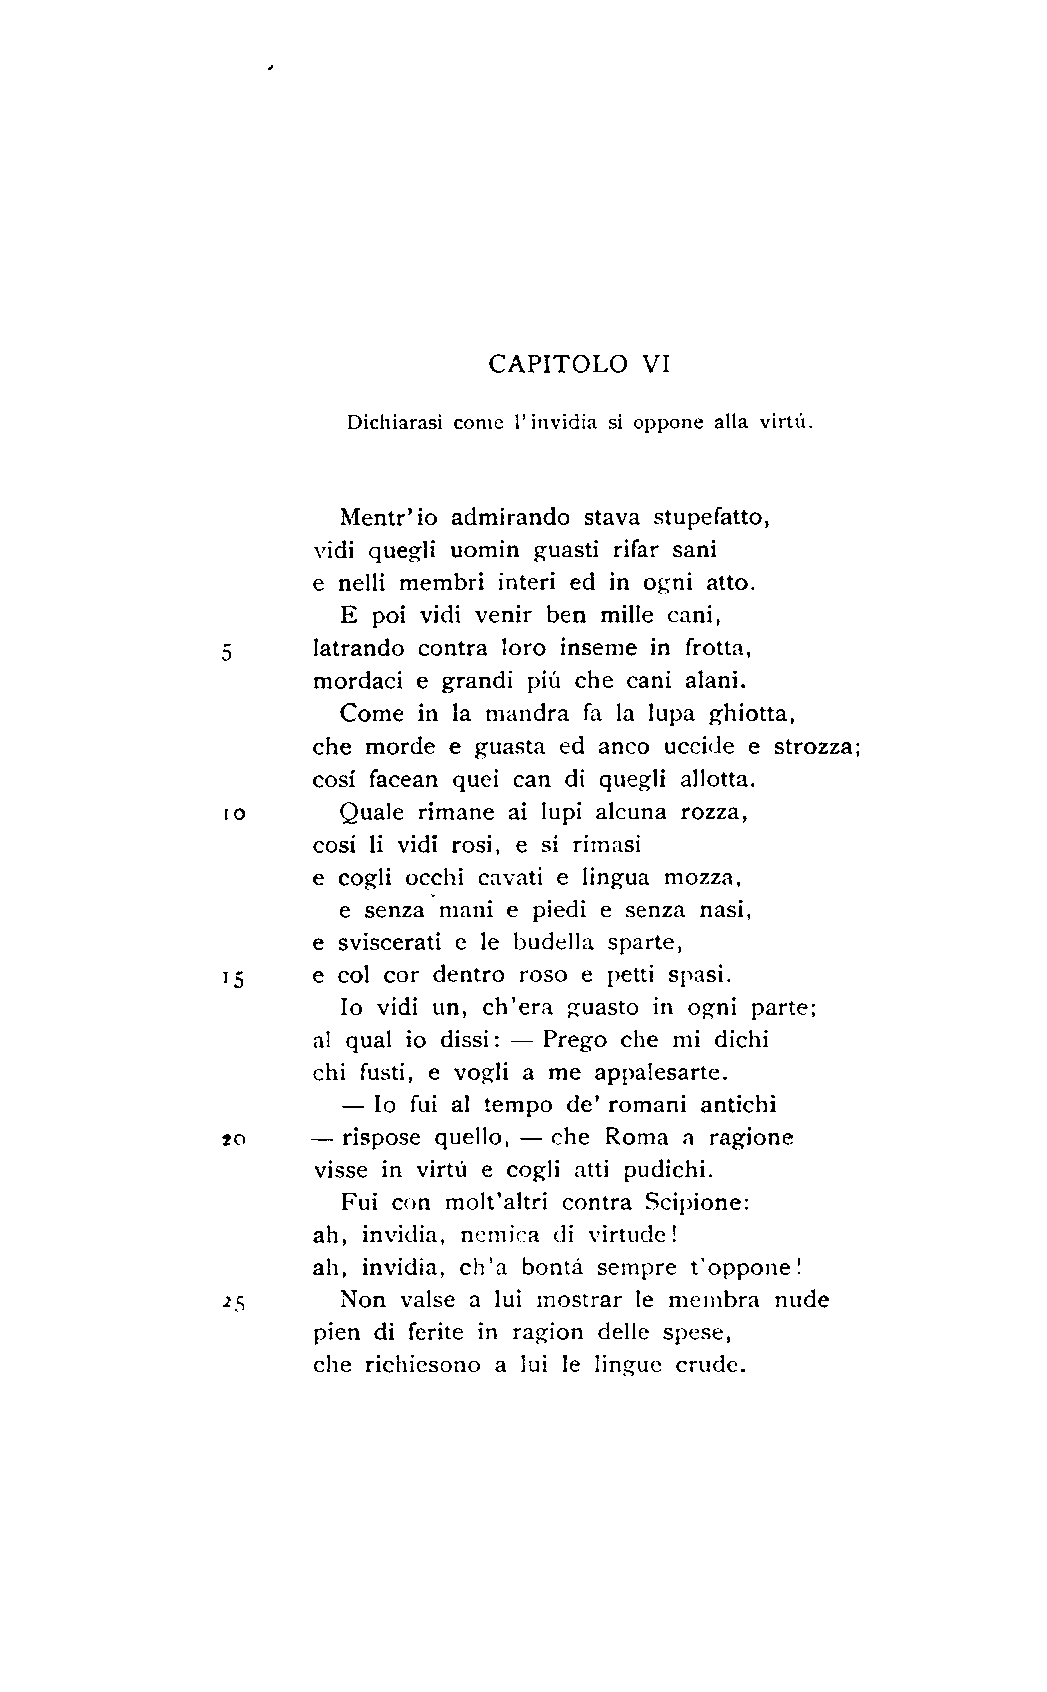 CAPITOLO VI
Dichiarasi come l'invidia si oppone alla virtú.
Mentr'io admirando stava stupefatto,
vidi quegli uomin guasti rifar sani
e nelli membri interi ed in ogni atto.
E poi vidi venir ben mille cani,
5 latrando contra loro inseme in frotta,
mordaci e grandi piú che cani alani.
Come in la mandra fa la lupa ghiotta,
che morde e guasta ed anco uccide e strozza;
cosí facean quei can di quegli allotta.
10 Quale rimane ai lupi alcuna rozza,
cosí li vidi rosi, e sí rimasi
e cogli occhi cavati e lingua mozza,
e senza mani e piedi e senza nasi,
e sviscerati e le budella sparte,
15 e col cor dentro roso e petti spasi.
Io vidi un, ch'era guasto in ogni parte;
al qual io dissi: — Prego che mi dichi
chi fusti, e vogli a me appalesarte.
— Io fui al tempo de' romani antichi
20 — rispose quello, — che Roma a ragione
visse in virtú e cogli atti pudichi.
Fui con molt'altri contra Scipione:
ah, invidia, nemica di virtude!
ah, invidia, ch'a bontá sempre t'oppone!
25 Non valse a lui mostrar le membra nude
pien di ferite in ragion delle spese,
che richiesono a lui le lingue crude.